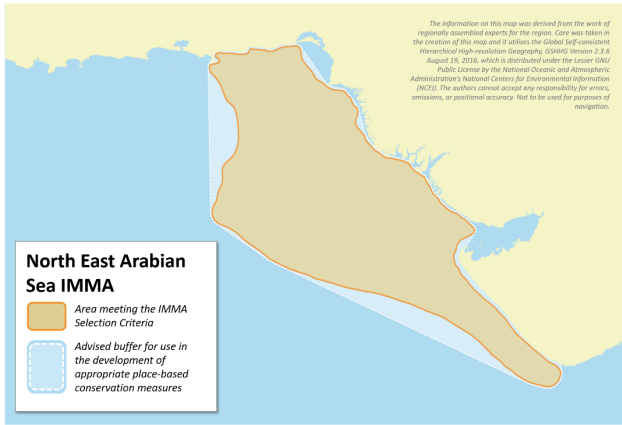 The information on this map was derived from the work of
regionally assembled experts for the region. Care was taken in
the creation of this map and it utilises the Global Self-consistent
Hierarchical High-resolution Geography, GSHHG Version 2.3.6
August 19, 2016, which is distributed under the Lesser GNU
Public License by the National Oceanic and Atmospheric
Administration's National Centers for Environmental Information
(NCEI). The authors cannot accept any responsibility for errors,
omissions, or positional accuracy. Not to be used for purposes of
navigation.
North East Arabian
Sea IMMA
Area meeting the IMMA
Selection Criteria
Advised buffer for use in
the development of
appropriate place-based
conservation measures